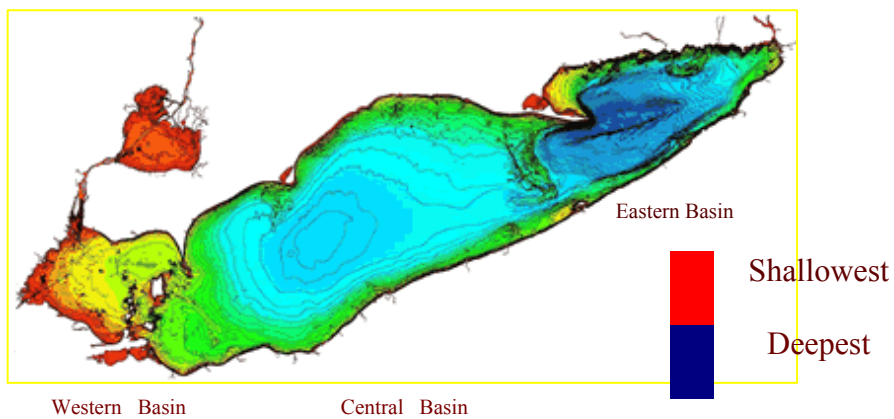 Eastern Basin
Shallowest
Deepest
Western Basin
Central Basin